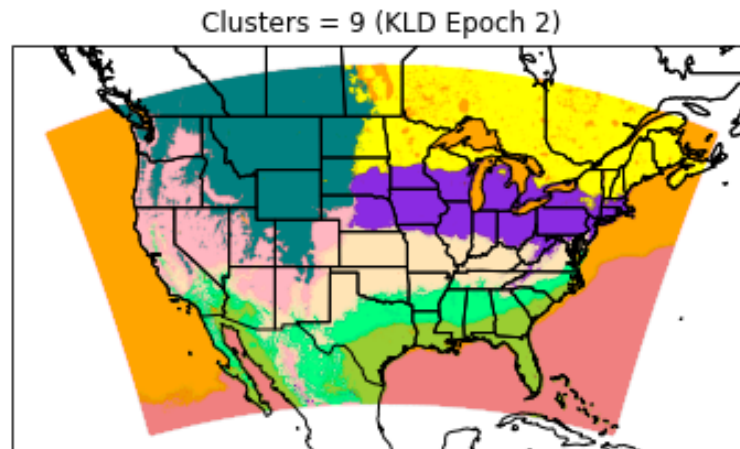 Clusters = 9 (KLD Epoch 2)